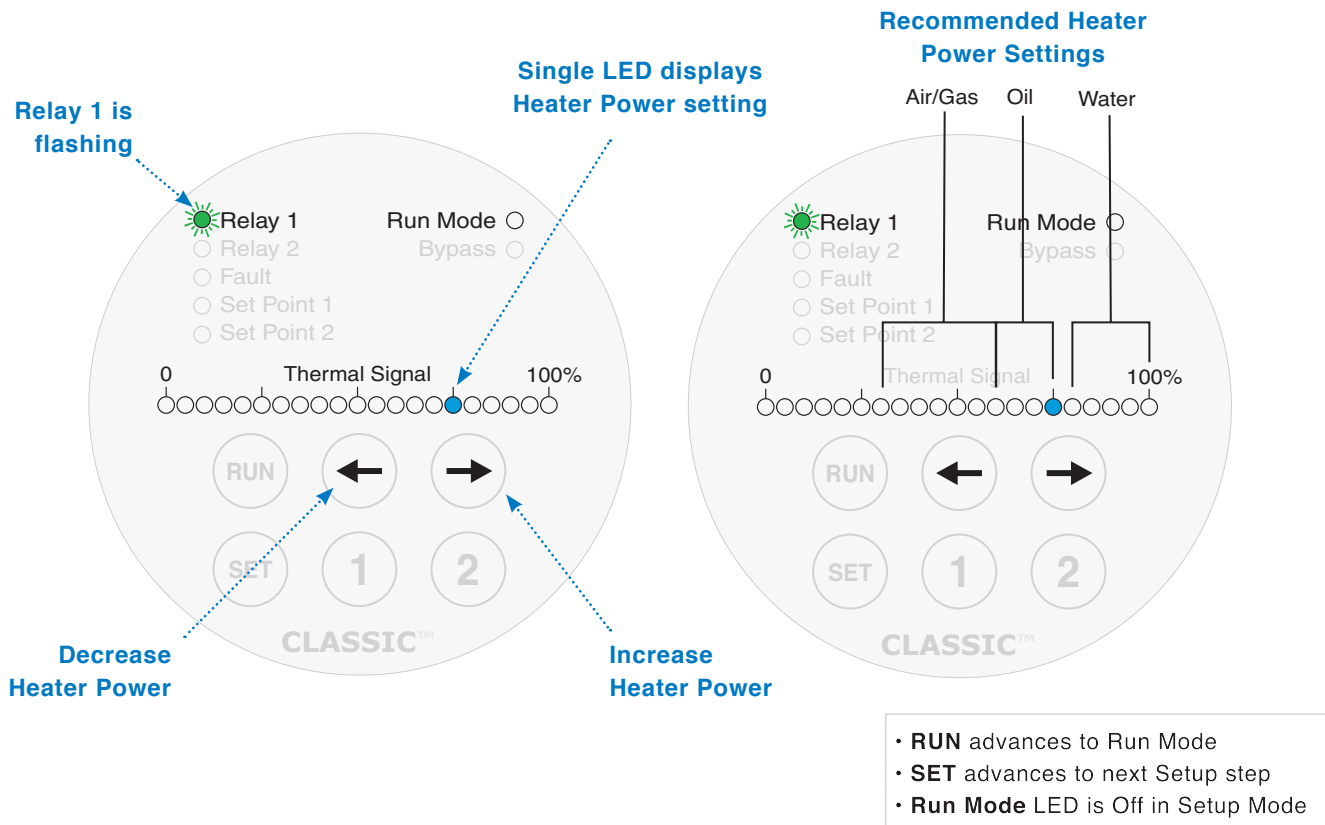 Recommended Heater
Power Settings
Single LED displays
Heater Power setting
Relay 1 is
flashing
Air/Gas Oil Water
Relay 1
Run Mode
Relay 2
Bypass
Fault
Set Point 1
Set Point 2
0 Thermal Signal 100%
RUN
SET
1
2
CLASSIC™
Decrease
Heater Power
Increase
Heater Power
Relay 1
Run Mode
Relay 2
Bypass
Fault
Set Point 1
Set Point 2
0 Thermal Signal 100%
RUN
SET
1
2
CLASSIC™
• RUN advances to Run Mode
• SET advances to next Setup step
• Run Mode LED is Off in Setup Mode